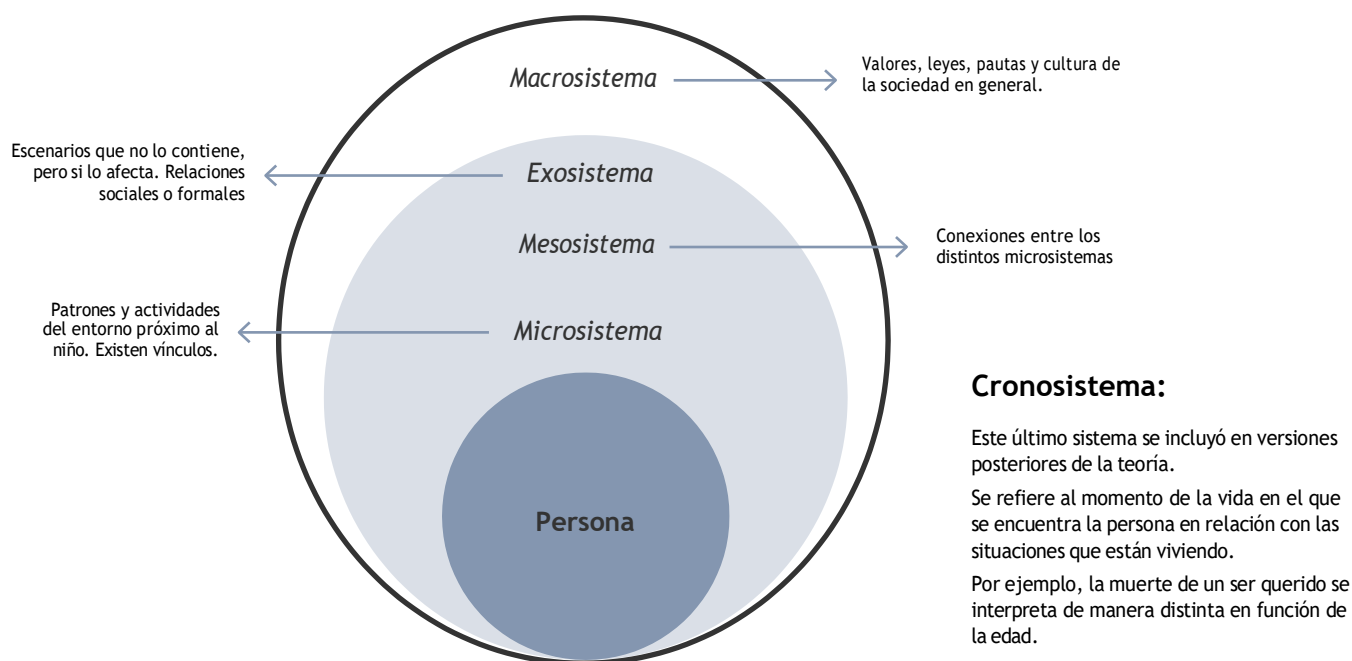 Macrosistema
Valores, leyes, pautas y cultura de
la sociedad en general.
Escenarios que no lo contiene,
pero si lo afecta. Relaciones
sociales o formales
Exosistema
Mesosistema
Conexiones entre los
distintos microsistemas
Patrones y actividades
del entorno próximo al
niño. Existen vínculos.
Microsistema
Persona
Cronosistema:
Este último sistema se incluyó en versiones
posteriores de la teoría.
Se refiere al momento de la vida en el que
se encuentra la persona en relación con las
situaciones que están viviendo.
Por ejemplo, la muerte de un ser querido se
interpreta de manera distinta en función de
la edad.